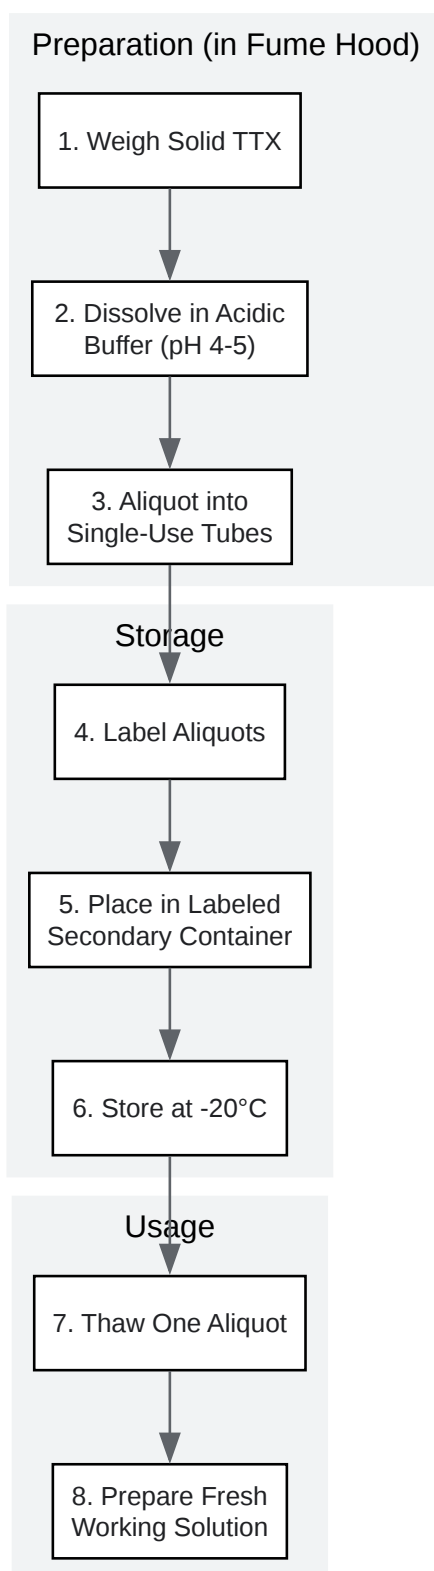 Preparation (in Fume Hood)
1. Weigh Solid TTX
2. Dissolve in Acidic
Buffer (pH 4-5)
3. Aliquot into
Single-Use Tubes
Storage
4. Label Aliquots
5. Place in Labeled
Secondary Container
6. Store at -20°C
Usage
7. Thaw One Aliquot
8. Prepare Fresh
Working Solution